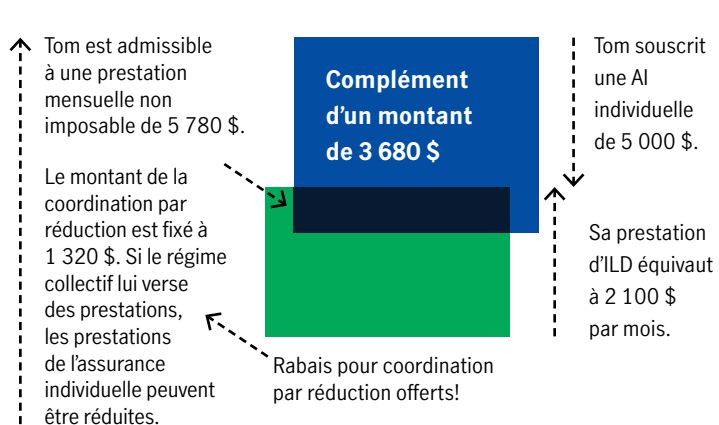 Tom est admissible
à une prestation
mensuelle non
imposable de 5 780 $.
Le montant de la
coordination par
réduction est fixé à
1 320 $. Si le régime
collectif lui verse
des prestations,
les prestations
de l’assurance
individuelle peuvent
être réduites.
Complément
d’un montant
de 3 680 $
Tom souscrit
une AI
individuelle
de 5 000 $.
Sa prestation
d’ILD équivaut
à 2 100 $
par mois.
Rabais pour coordination
par réduction offerts!